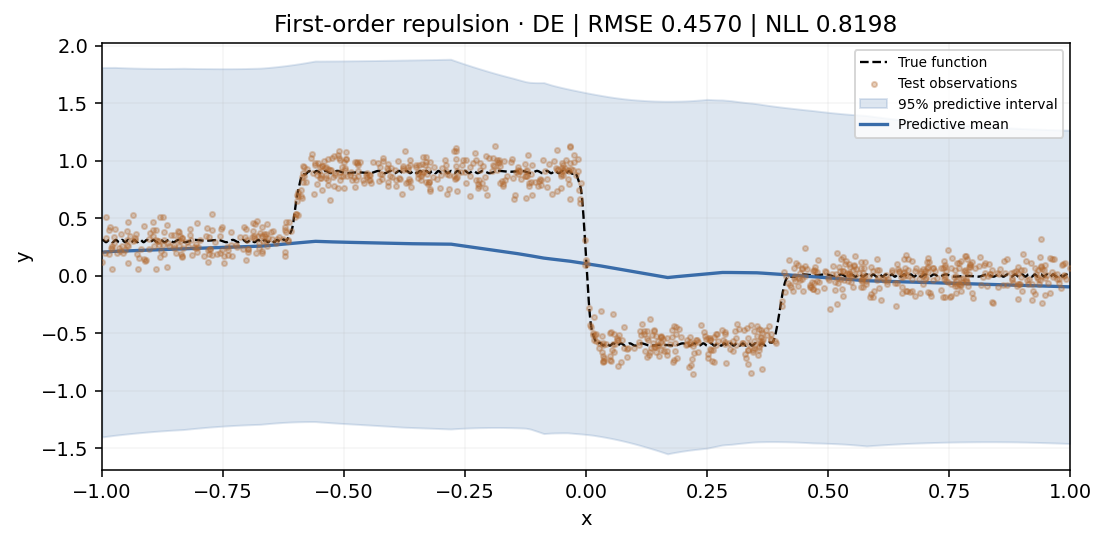 First-order repulsion · DE | RMSE 0.4570 | NLL 0.8198
True function
Test observations
95% predictive interval
Predictive mean
y
2.0
1.5
1.0
0.5
0.0
−0.5
−1.0
−1.5
−1.00 −0.75 −0.50 −0.25 0.00 0.25 0.50 0.75 1.00
x